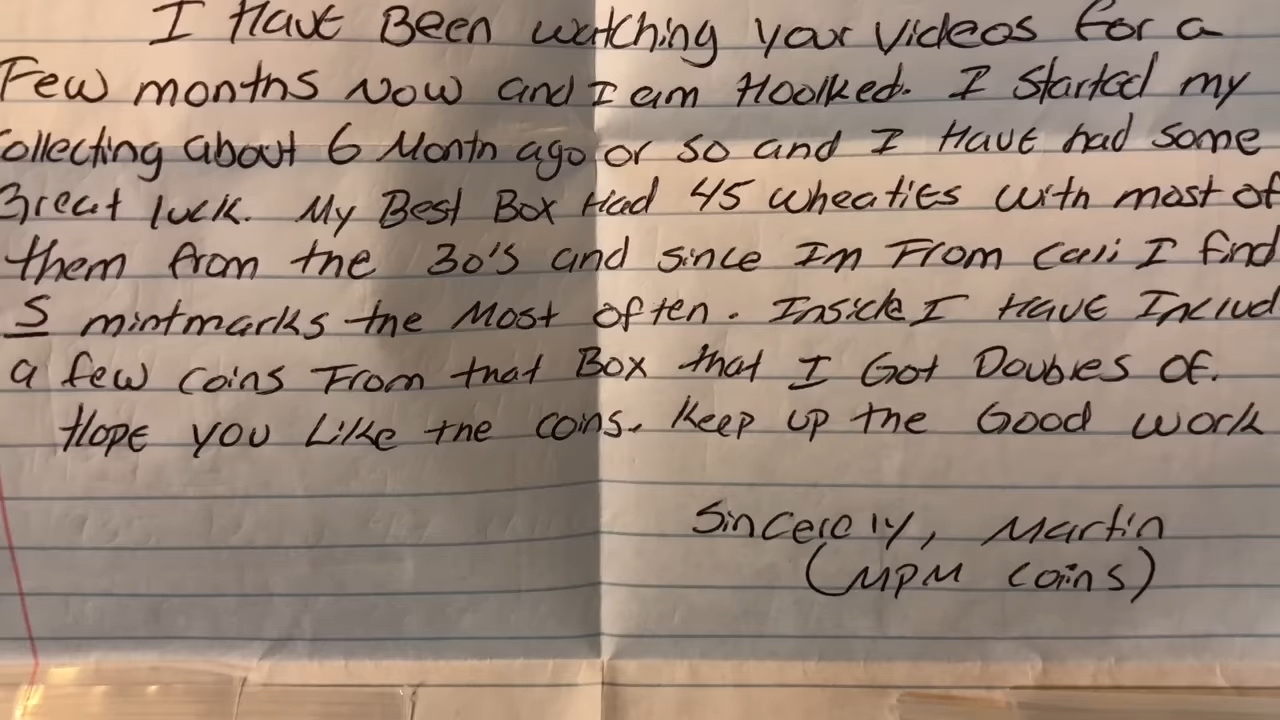 I Have Been watching your Videos for a
Few months Now and I am Hoolked. I Started my
ollecting about 6 Month ago or so and I Have had some
Great luck. My Best Box Had 45 wheaties with most of
them from the 30's and since Im From Cali I find
S mintmarks the Most often. Inside I Have Includ
a few coins From that Box that I Got Doubles of.
Hope you Like the coins. Keep up the Good work
Sincerely, Martin
(MPM coins)